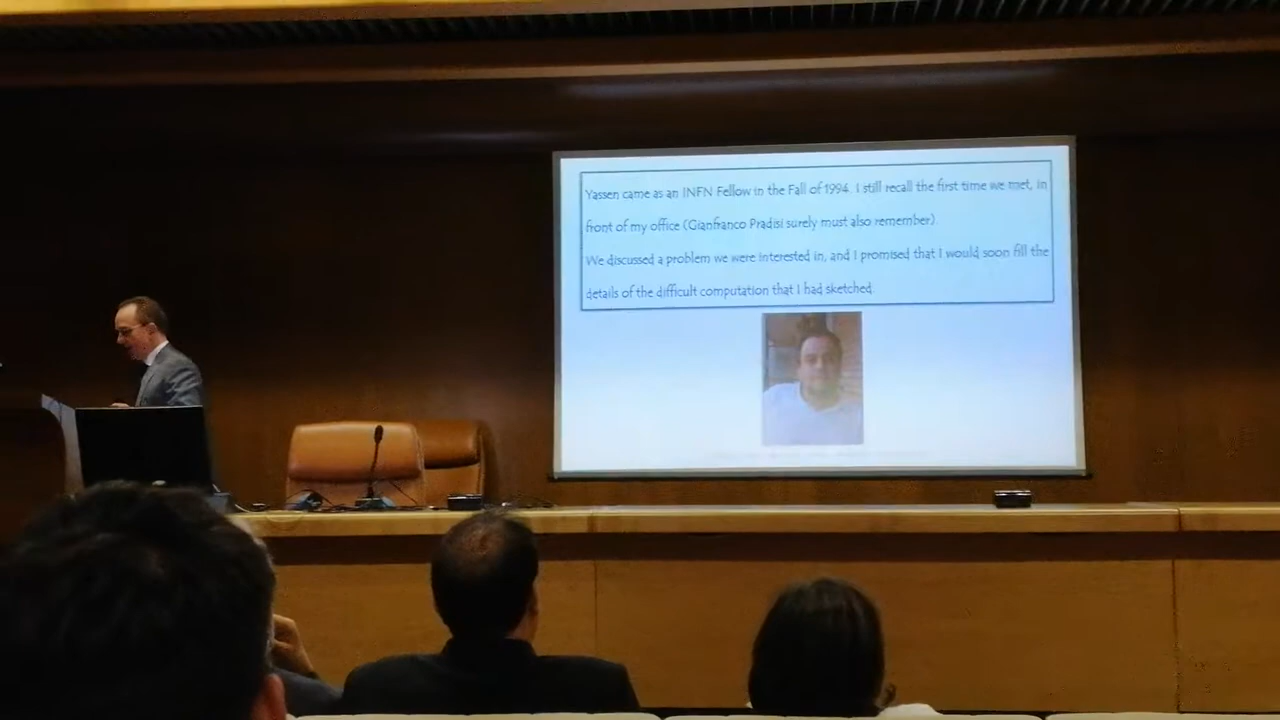 Yassen came as an INFN Fellow in the Fall of 1994. I still recall the first time we met, in
front of my office (Gianfranco Pradisi surely must also remember).
We discussed a problem we were interested in, and I promised that I would soon fill the
details of the difficult computation that I had sketched.